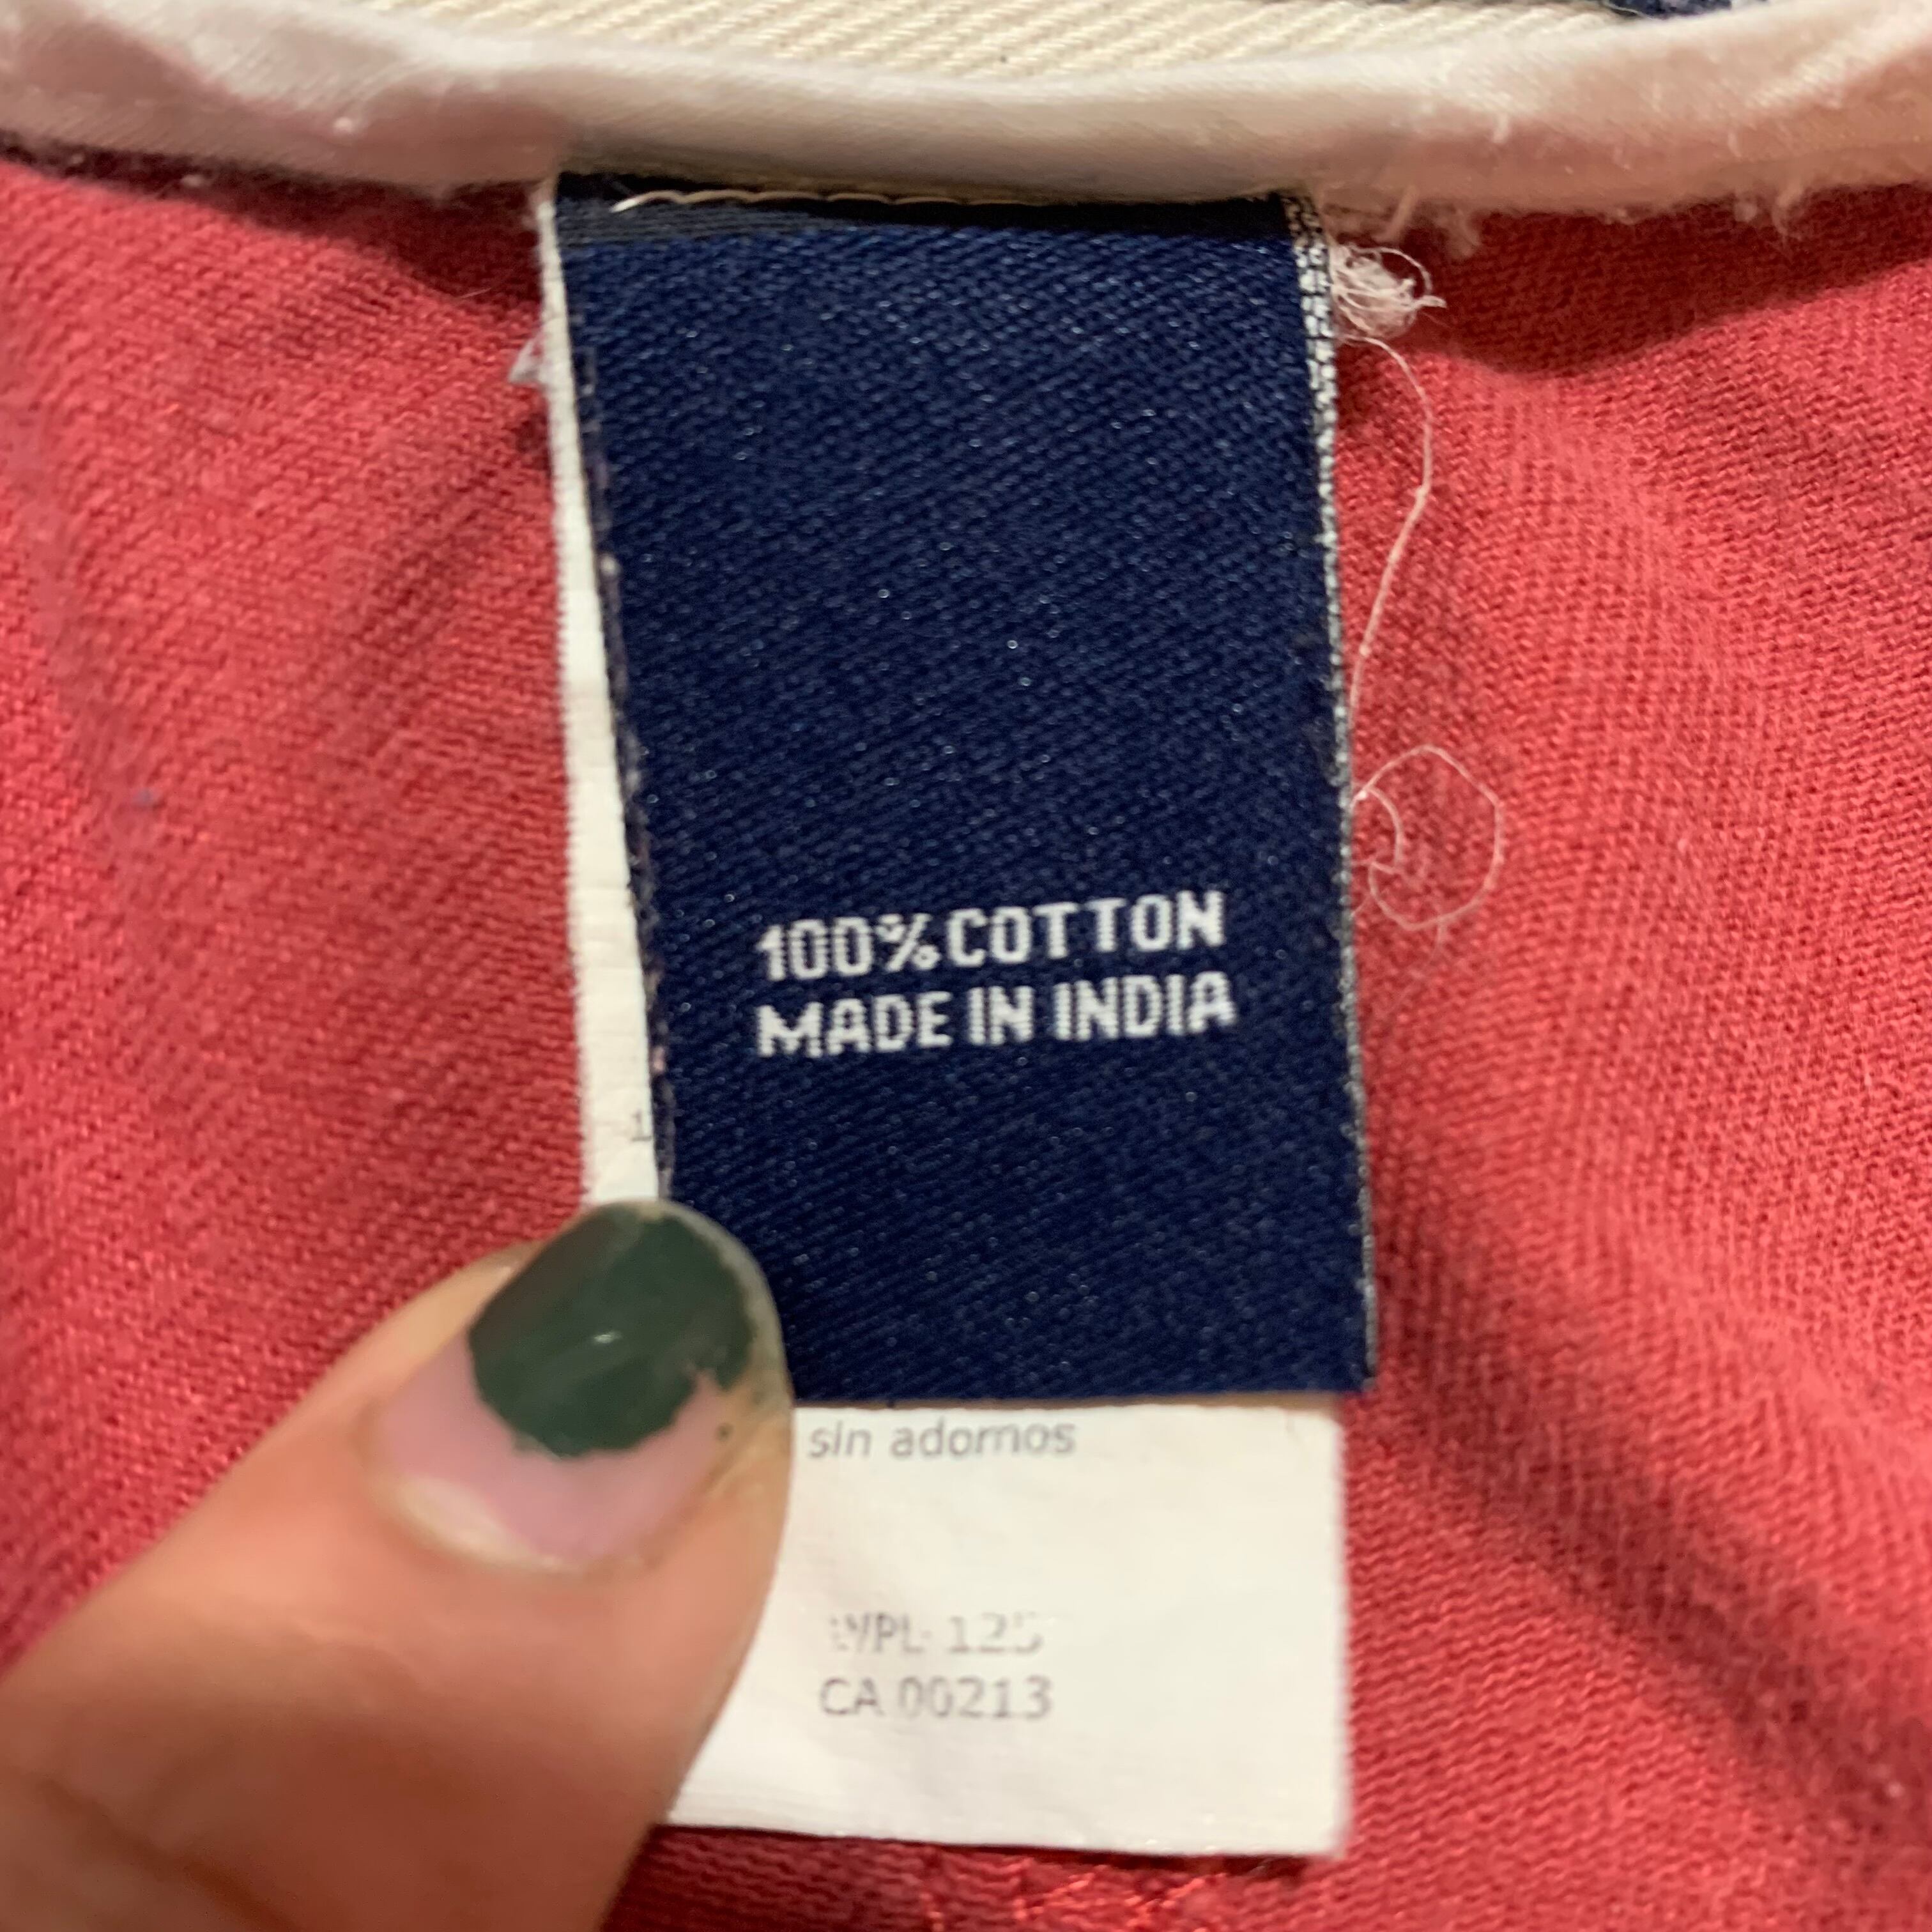 100% COTTON
MADE IN INDIA
sin adornos
CA 00213